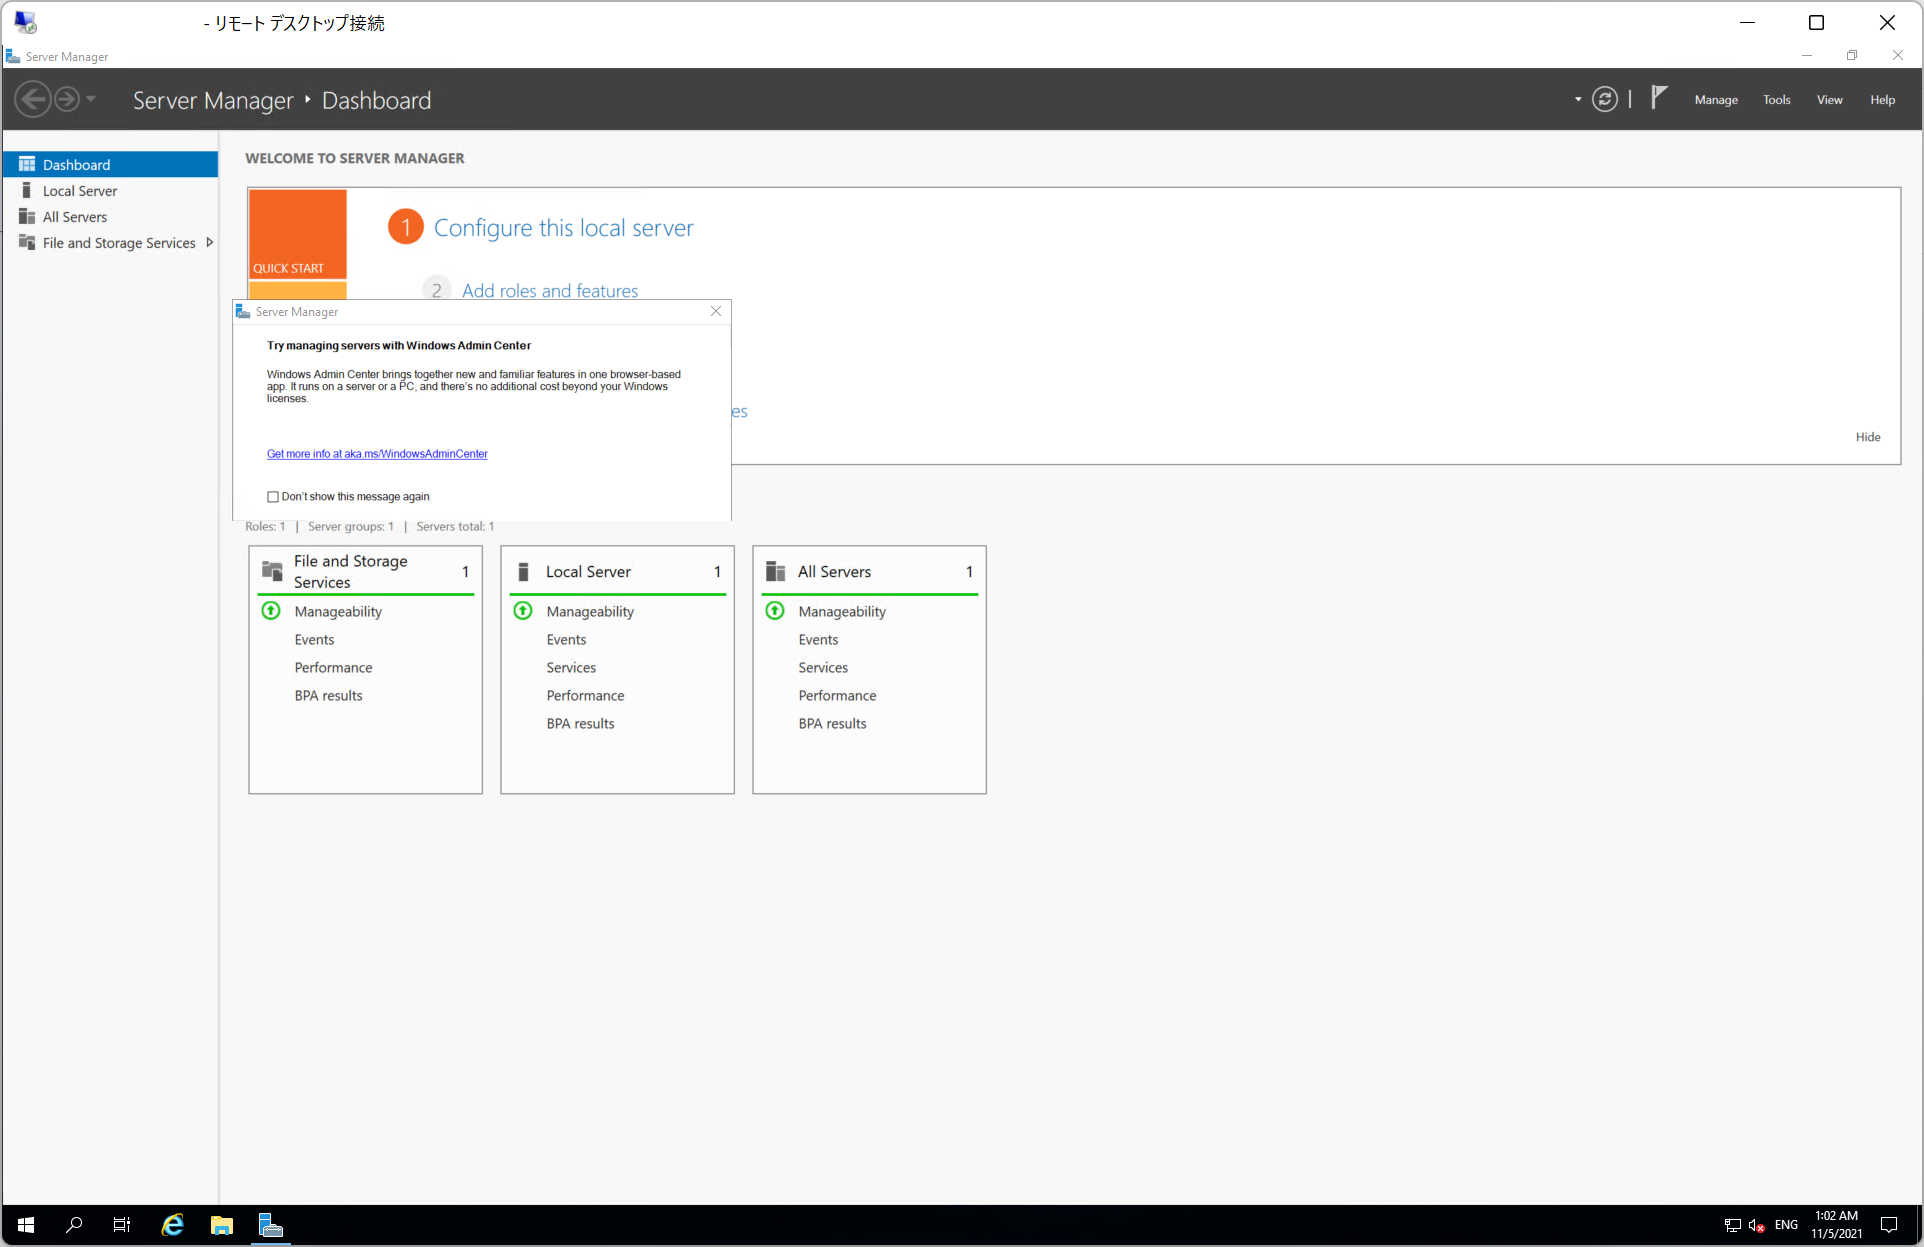 - リモート デスクトップ接続
Server Manager
Server Manager ‣ Dashboard
Manage
Tools
View
Help
Dashboard
Local Server
All Servers
File and Storage Services
WELCOME TO SERVER MANAGER
QUICK START
1 Configure this local server
2 Add roles and features
es
Hide
Server Manager
Try managing servers with Windows Admin Center
Windows Admin Center brings together new and familiar features in one browser-based
app. It runs on a server or a PC, and there's no additional cost beyond your Windows
licenses.
Get more info at aka.ms/WindowsAdminCenter
Don't show this message again
Roles: 1 | Server groups: 1 | Servers total: 1
File and Storage
Services
1
Manageability
Events
Performance
BPA results
Local Server 1
Manageability
Events
Services
Performance
BPA results
All Servers 1
Manageability
Events
Services
Performance
BPA results
ENG
1:02 AM
11/5/2021